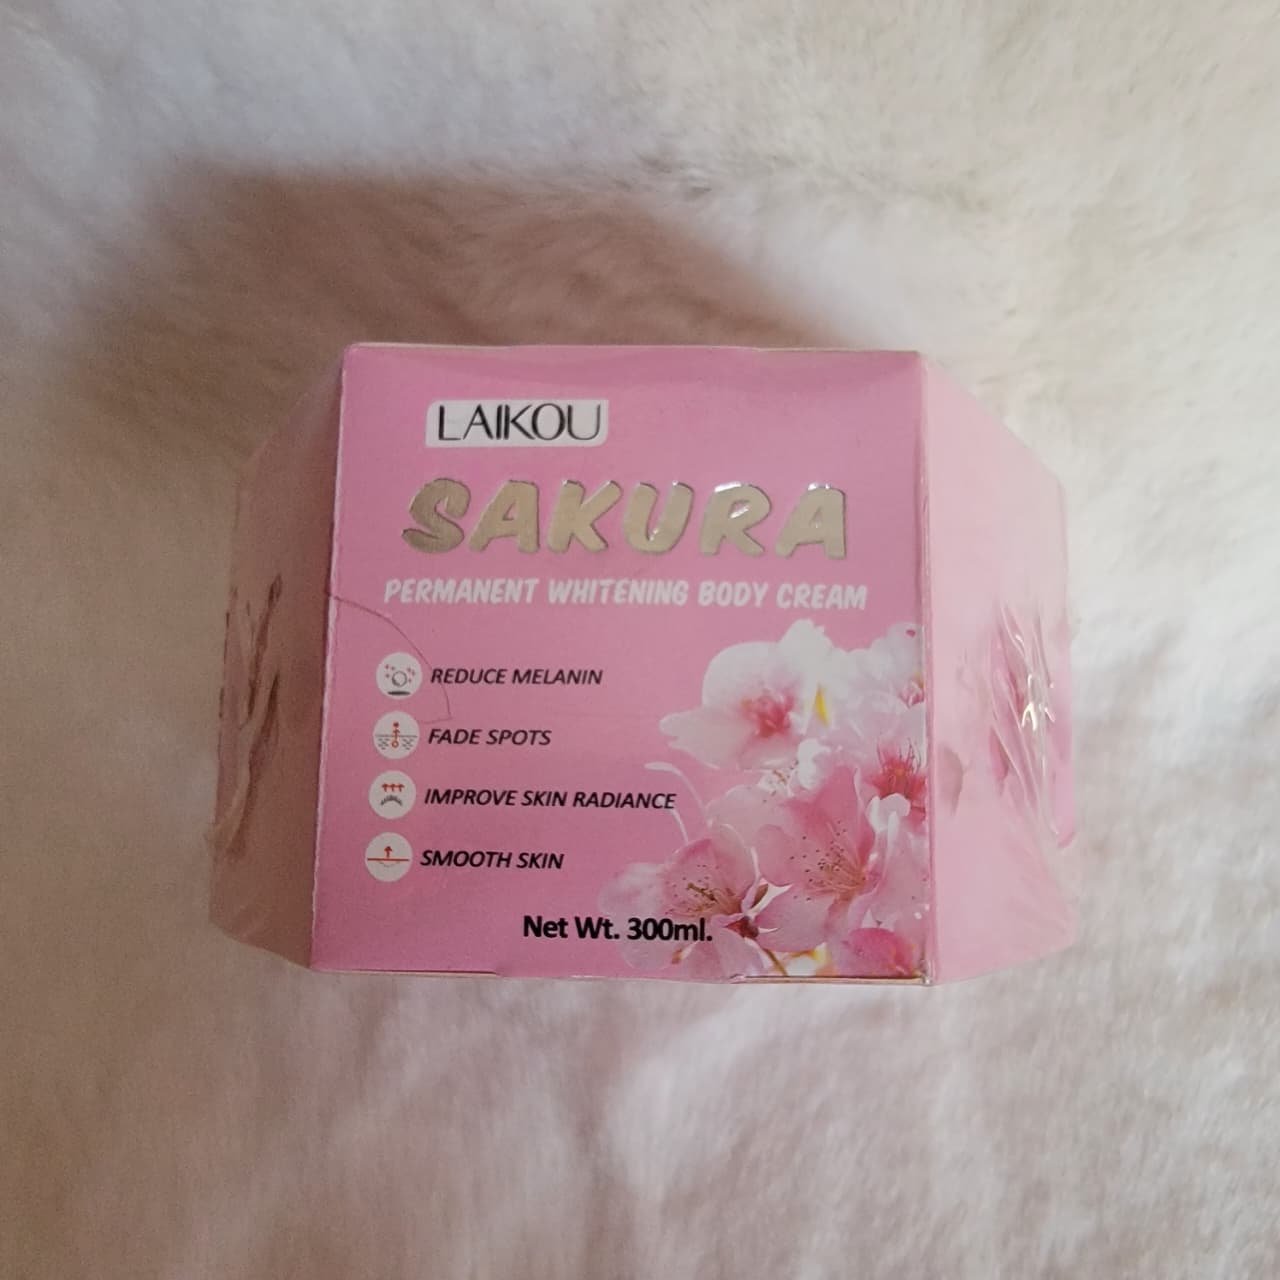 LAIKOU
SAKURA
PERMANENT WHITENING BODY CREAM
REDUCE MELANIN
FADE SPOTS
IMPROVE SKIN RADIANCE
SMOOTH SKIN
Net Wt. 300ml.